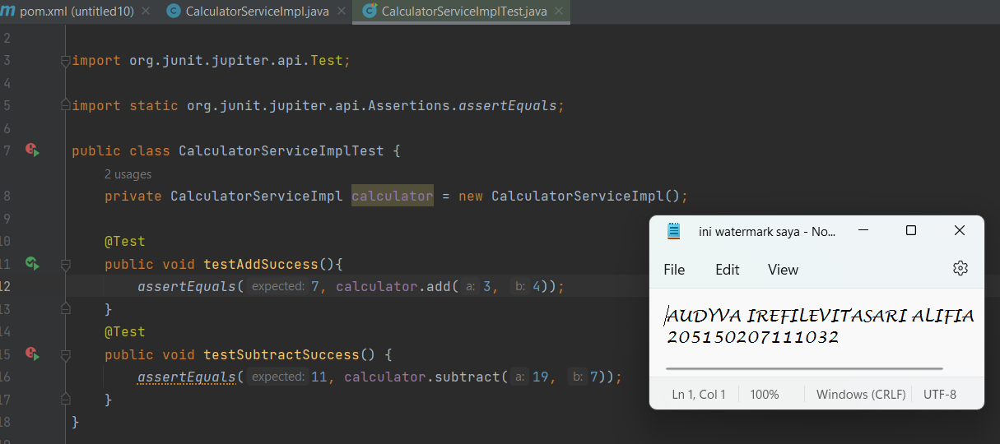 pom.xml (untitled10)
CalculatorServiceImpl.java
CalculatorServiceImplTest.java
2
3 import org.junit.jupiter.api.Test;
4
5 import static org.junit.jupiter.api.Assertions.assertEquals;
6
7 public class CalculatorServiceImplTest {
2 usages
8 private CalculatorServiceImpl calculator = new CalculatorServiceImpl();
9
10 @Test
11 public void testAddSuccess(){
12 assertEquals( expected: 7, calculator.add( a: 3, b: 4));
13 }
14 @Test
15 public void testSubtractSuccess() {
16 assertEquals( expected: 11, calculator.subtract( a: 19, b: 7));
17 }
18 }
ini watermark saya - No...
File Edit View
AUDYVA IREFILEVITASARI ALIFIA
205150207111032
Ln 1, Col 1 100% Windows (CRLF) UTF-8